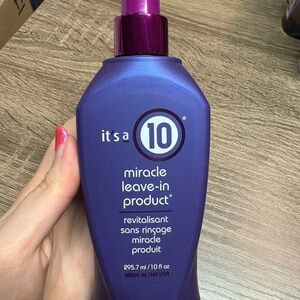 it's a 10®
miracle
leave-in
product*
revitalisant
sans rinçage
miracle
produit
295.7 ml/10 fl oz
MADE IN THE USA